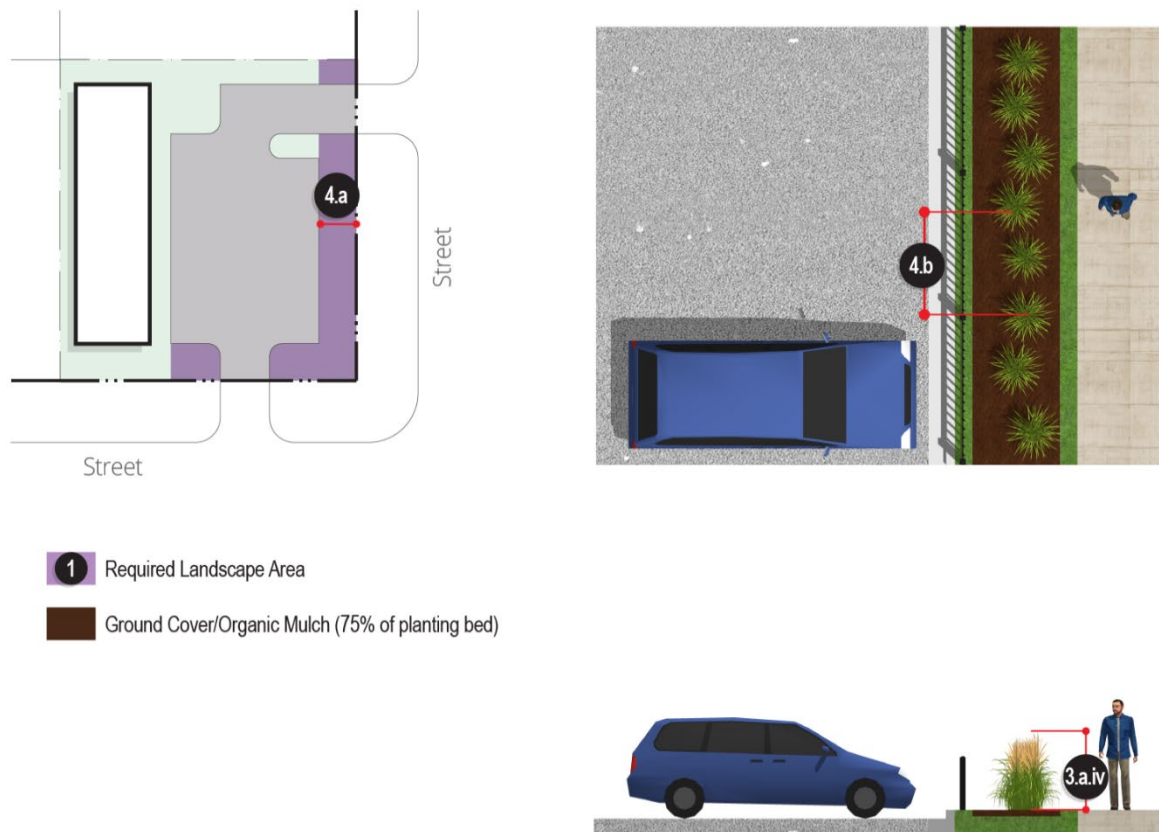 4.a
Street
Street
4.b
1 Required Landscape Area
Ground Cover/Organic Mulch (75% of planting bed)
3.a.iv